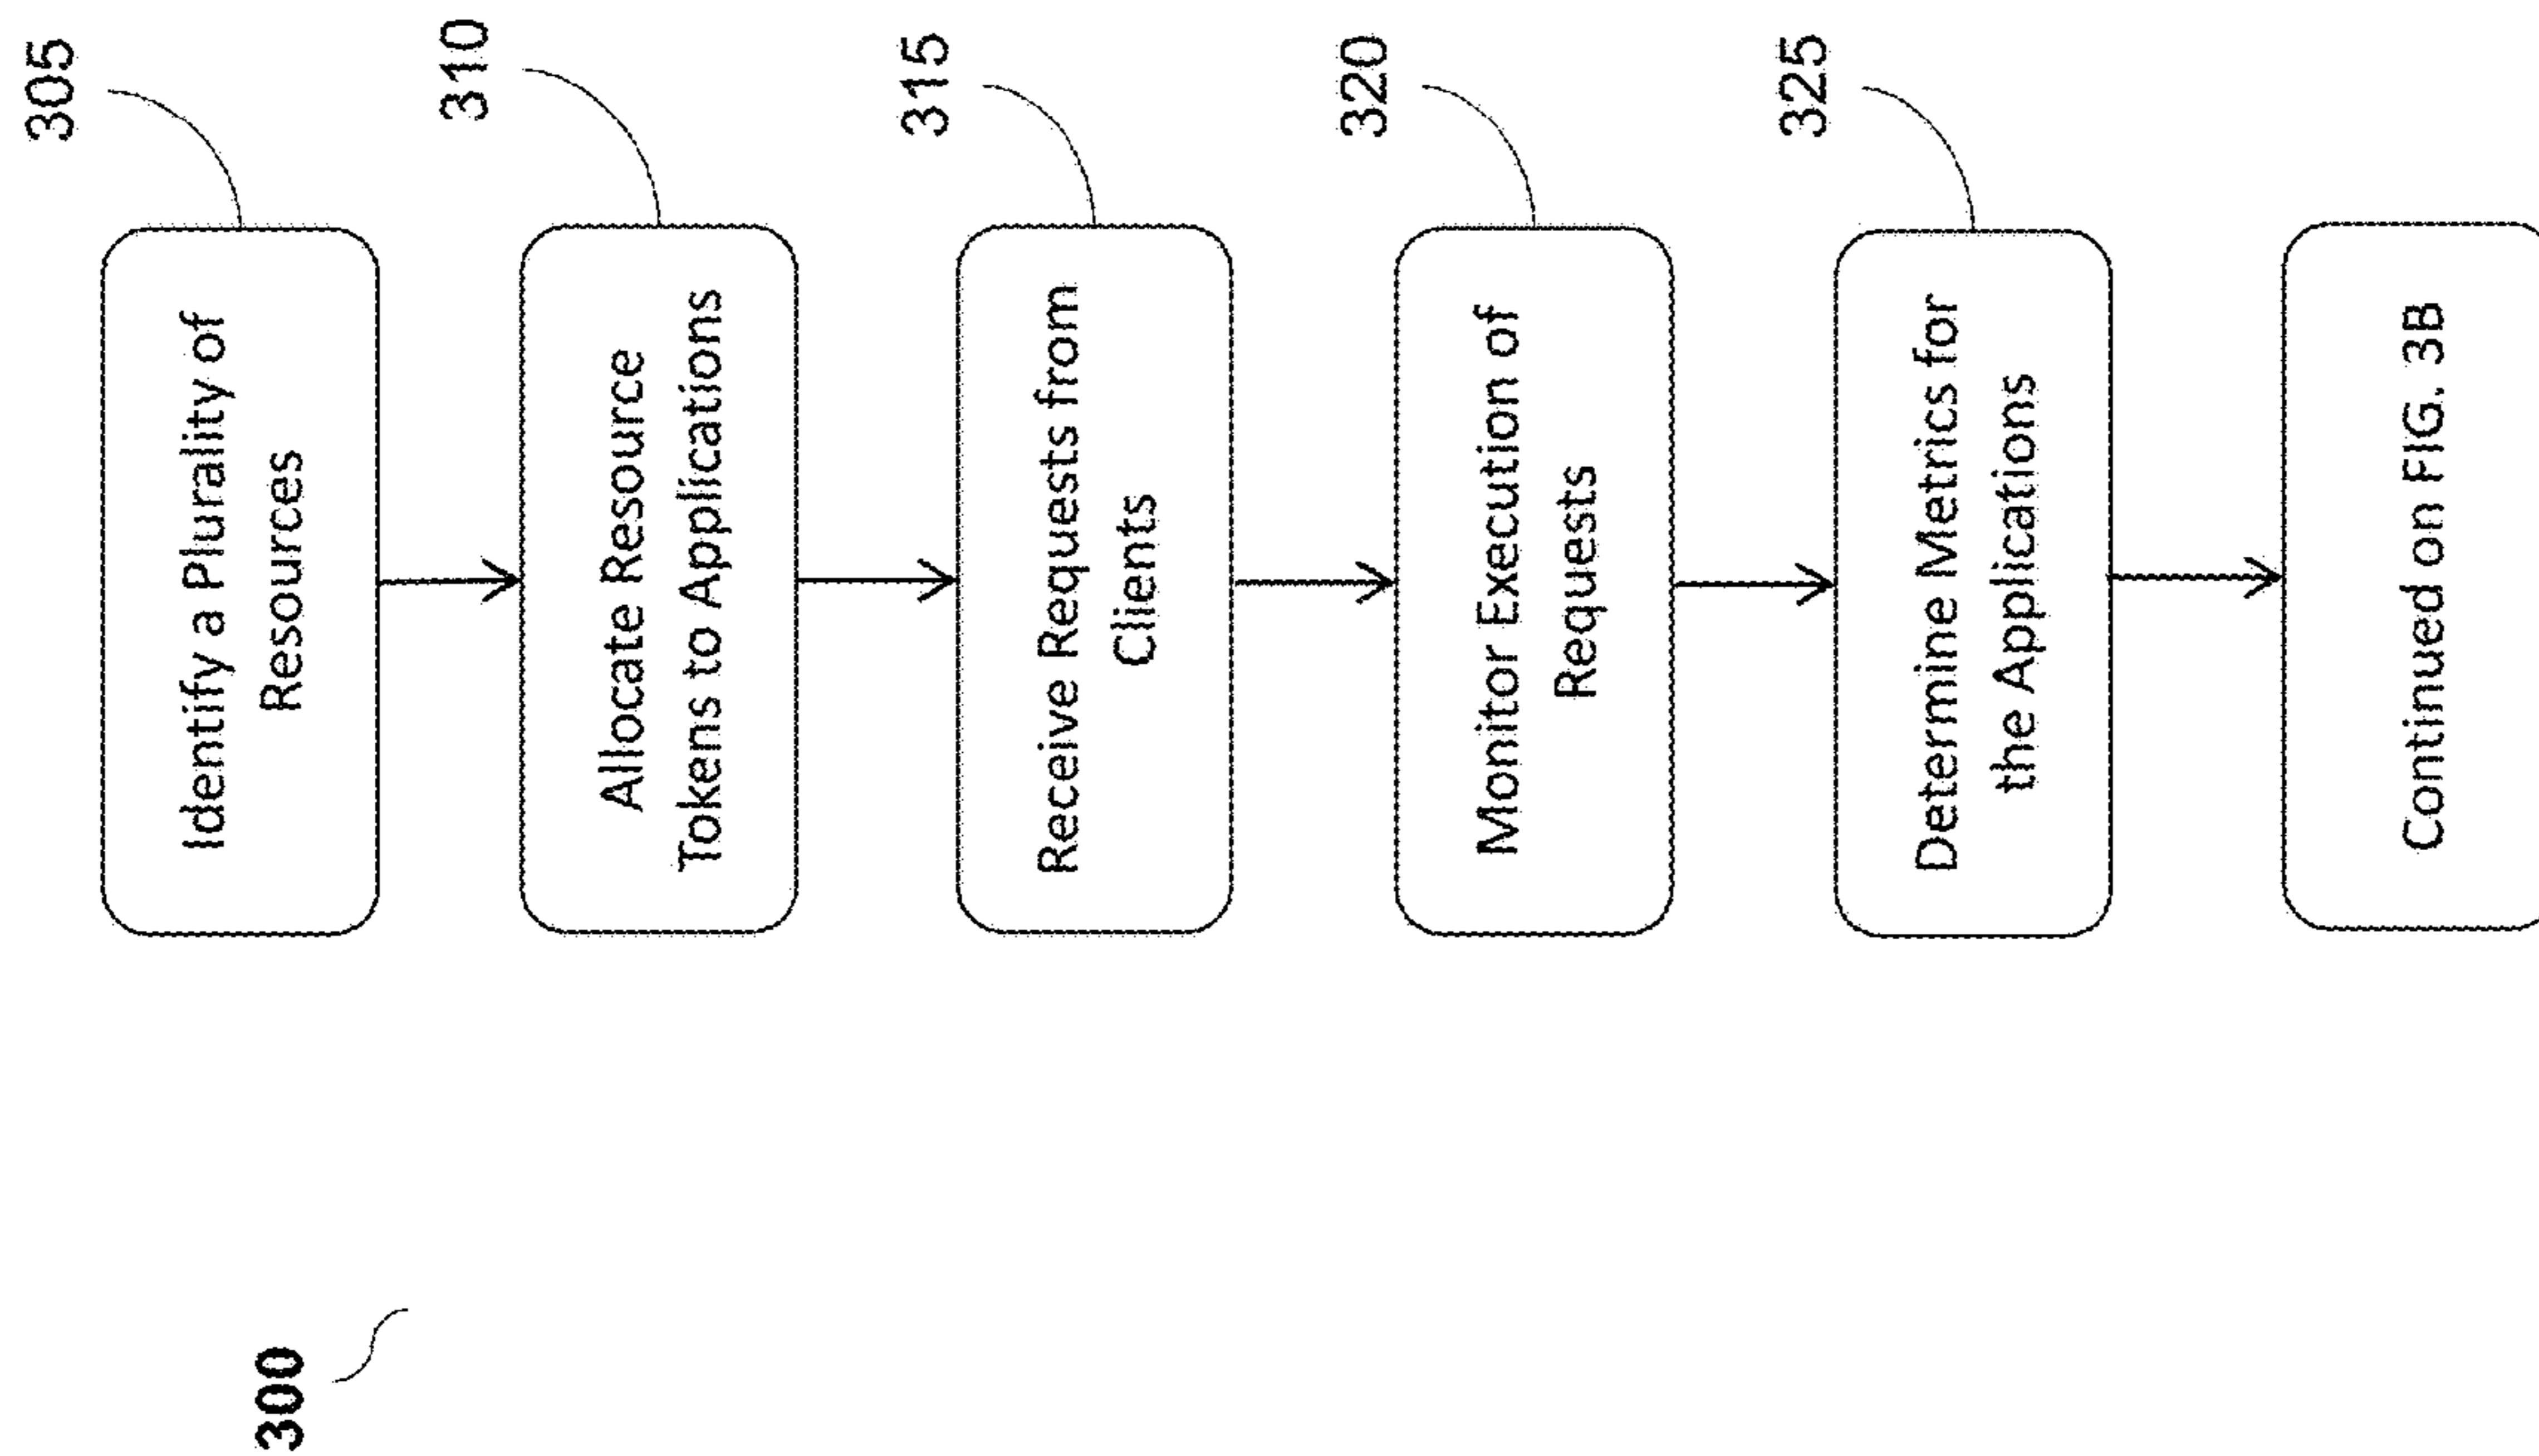 300
305
Identify a Plurality of
Resources
310
Allocate Resource
Tokens to Applications
315
Receive Requests from
Clients
320
Monitor Execution of
Requests
325
Determine Metrics for
the Applications
Continued on FIG. 3B